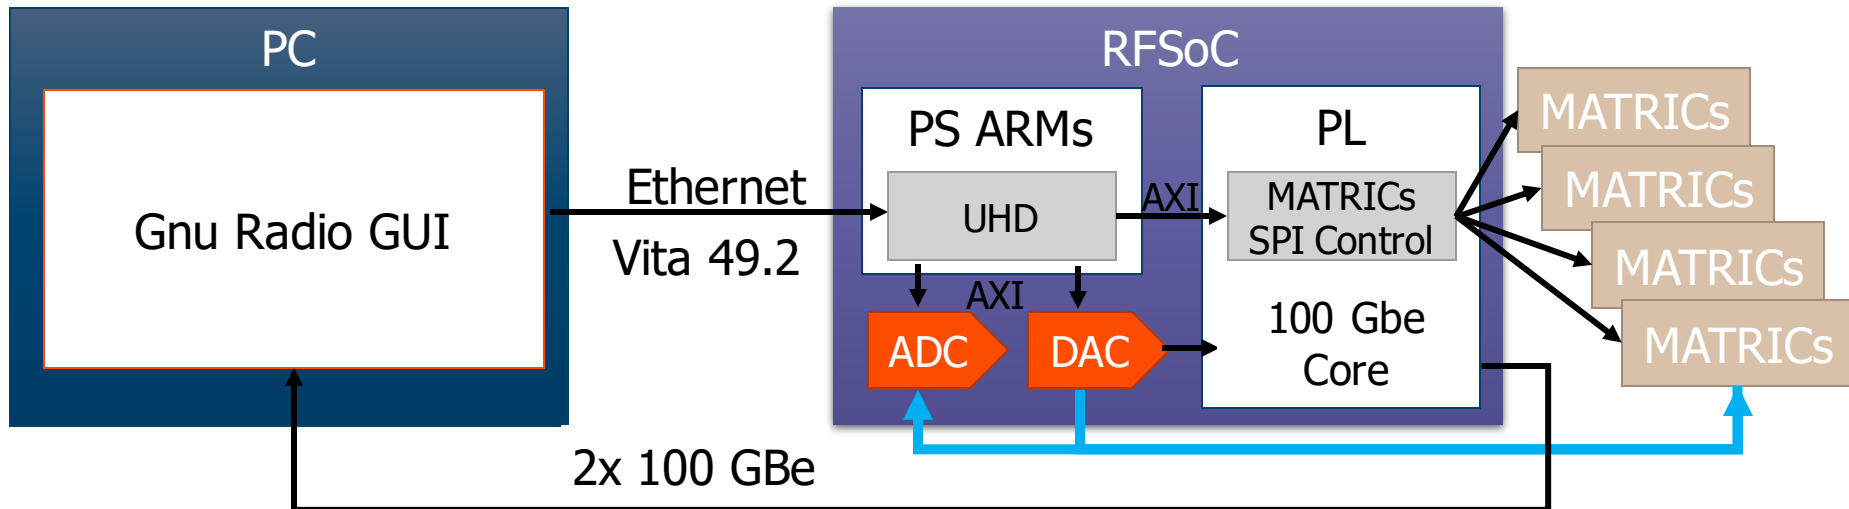 PC
Gnu Radio GUI
Ethernet
Vita 49.2
RFSoC
PS ARMs
UHD
AXI
AXI
ADC
DAC
PL
MATRICs
SPI Control
100 Gbe
Core
MATRICs
MATRICs
MATRICs
MATRICs
2x 100 GBe